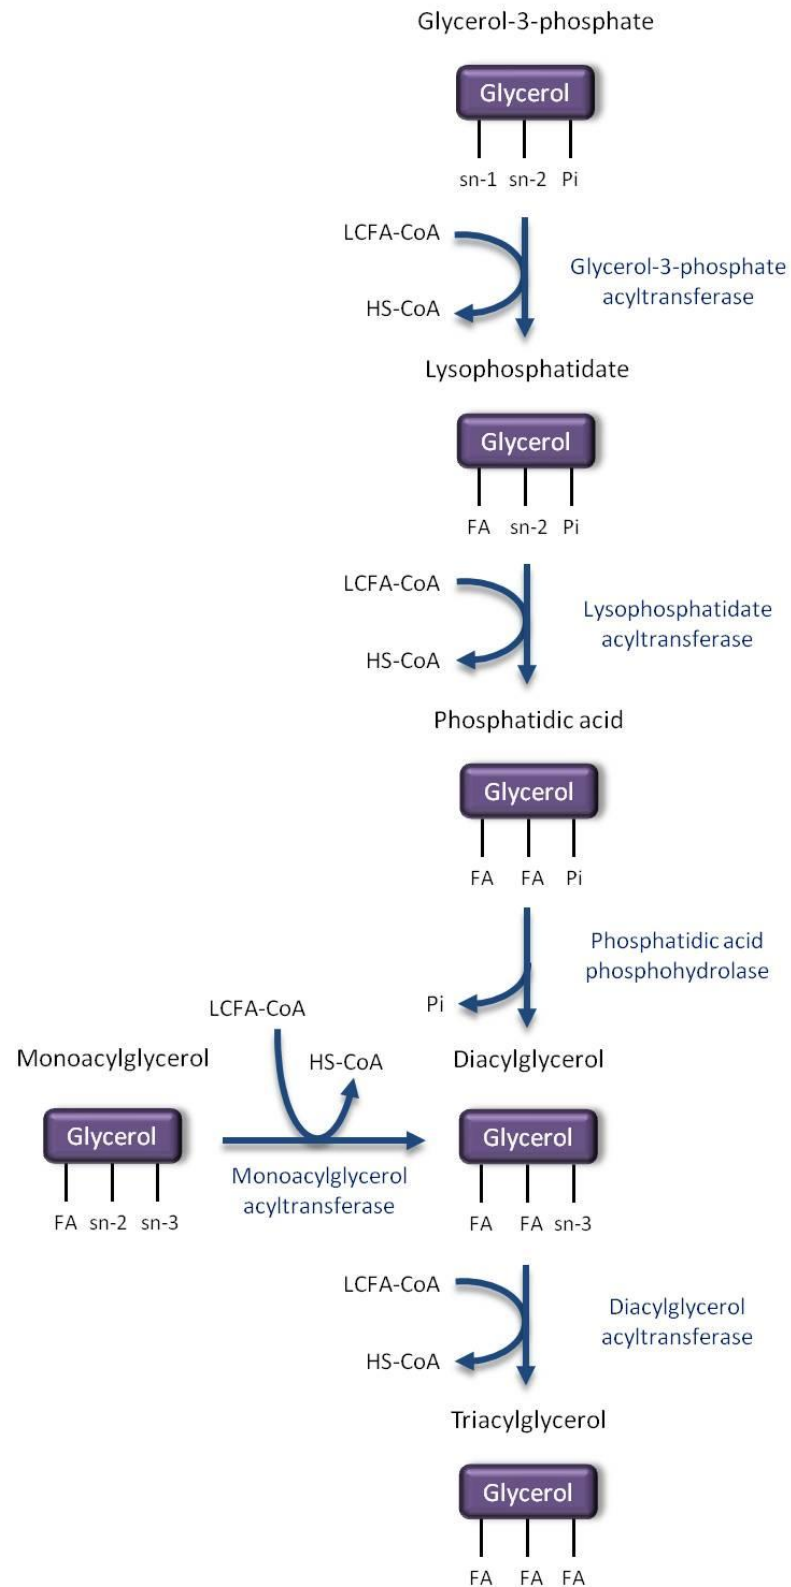 Glycerol-3-phosphate
Glycerol
sn-1 sn-2 Pi
LCFA-CoA
HS-CoA
Glycerol-3-phosphate
acyltransferase
Lysophosphatidate
Glycerol
FA sn-2 Pi
LCFA-CoA
HS-CoA
Lysophosphatidate
acyltransferase
Phosphatidic acid
Glycerol
FA FA Pi
Phosphatidic acid
phosphohydrolase
Pi
LCFA-CoA
HS-CoA
Monoacylglycerol
Glycerol
FA sn-2 sn-3
Monoacylglycerol
acyltransferase
Diacylglycerol
Glycerol
FA FA sn-3
LCFA-CoA
HS-CoA
Diacylglycerol
acyltransferase
Triacylglycerol
Glycerol
FA FA FA